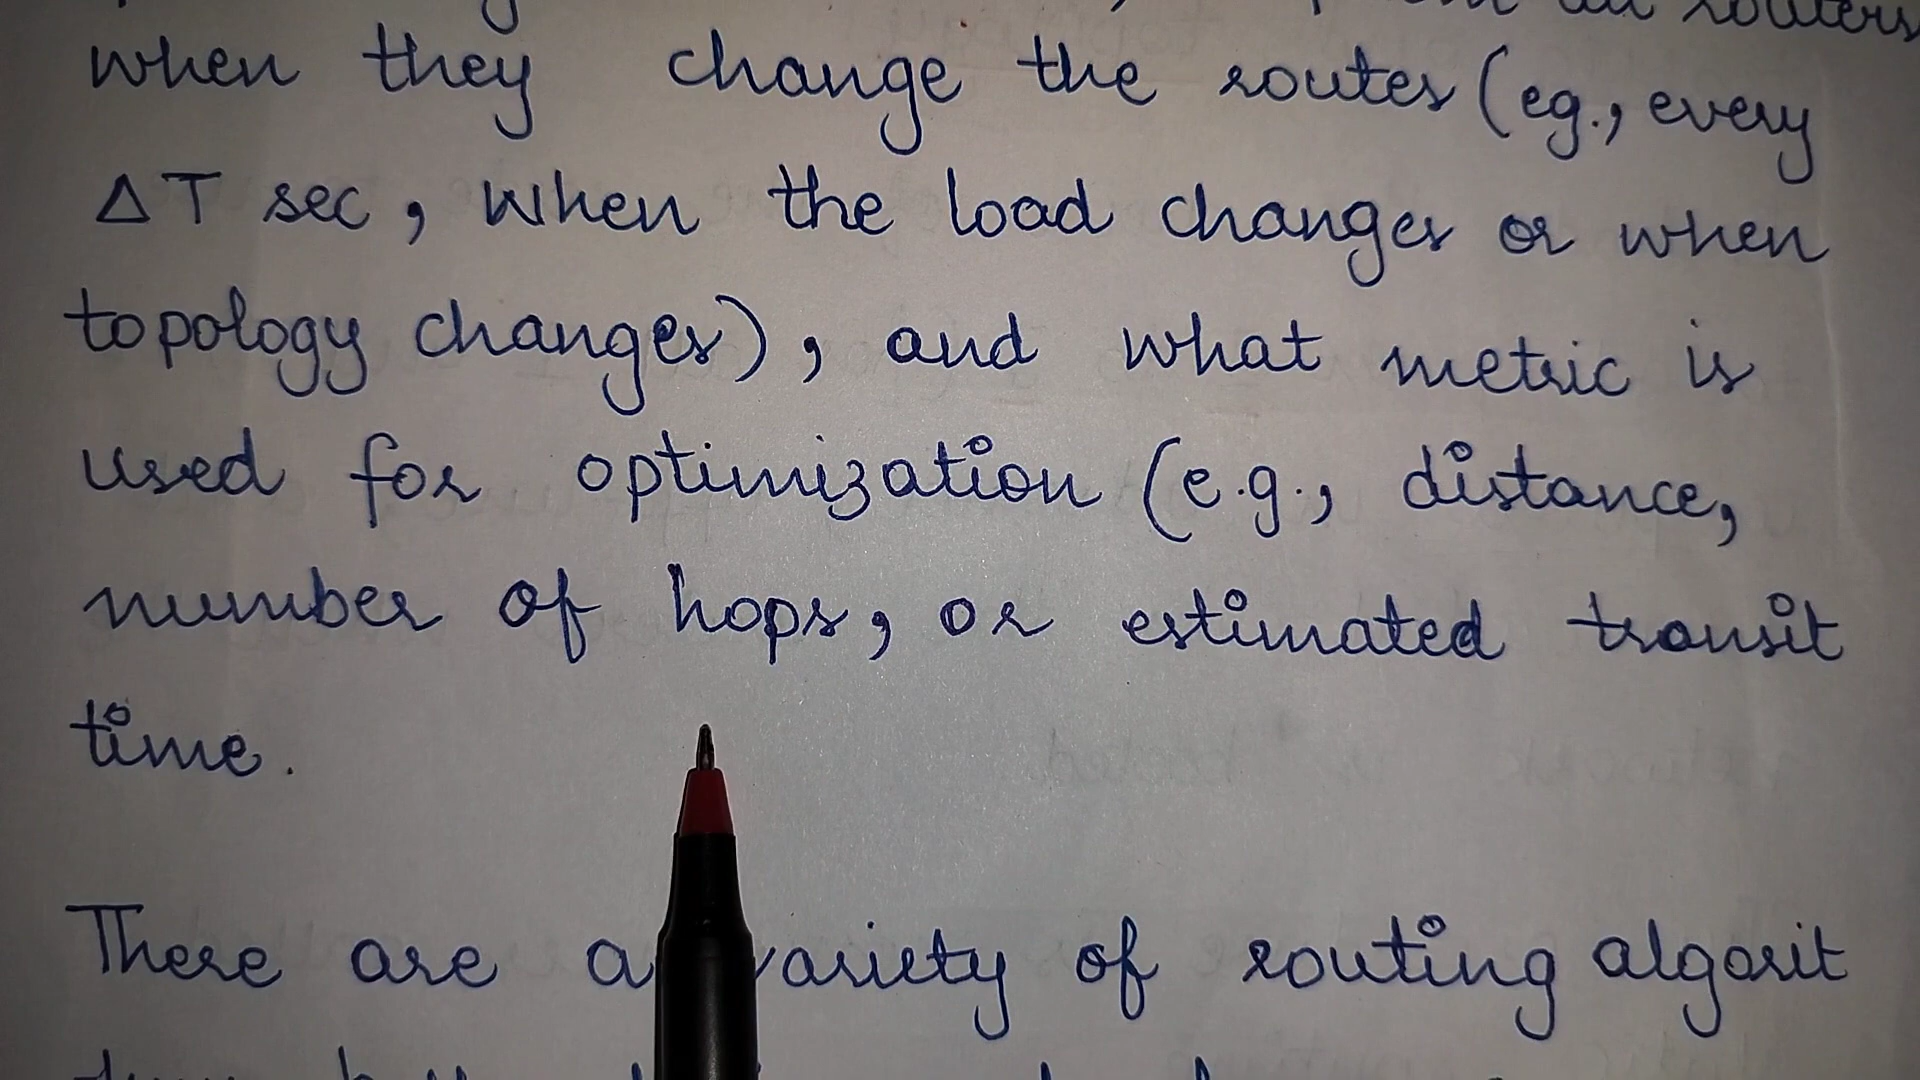 routers
when they change the routes (eg., every
ΔT sec, when the load changes or when
topology changes), and what metric is
used for optimization (e.g., distance,
number of hops, or estimated transit
time.
There are a variety of routing algorit